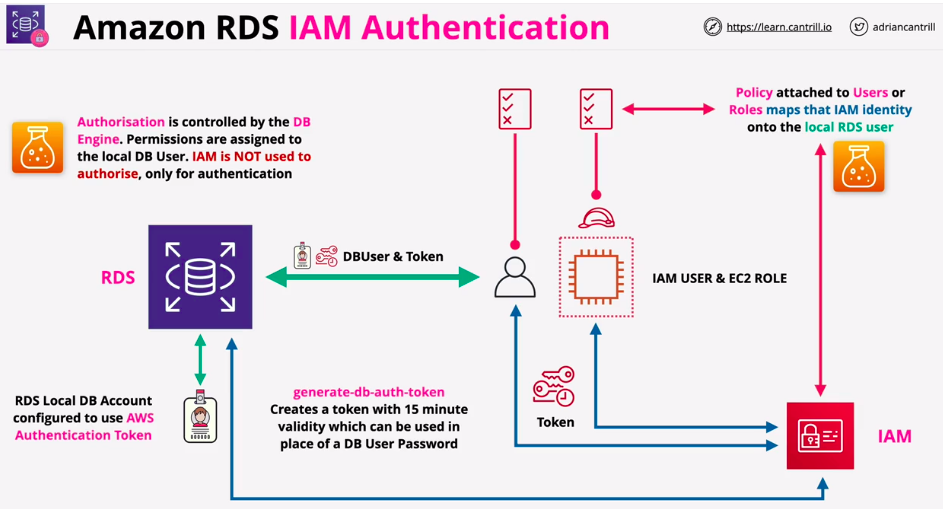 Amazon RDS IAM Authentication
https://learn.cantrill.io
adriancantrill
Authorisation is controlled by the DB
Engine. Permissions are assigned to
the local DB User. IAM is NOT used to
authorise, only for authentication
Policy attached to Users or
Roles maps that IAM identity
onto the local RDS user
RDS
DBUser & Token
IAM USER & EC2 ROLE
RDS Local DB Account
configured to use AWS
Authentication Token
generate-db-auth-token
Creates a token with 15 minute
validity which can be used in
place of a DB User Password
Token
IAM